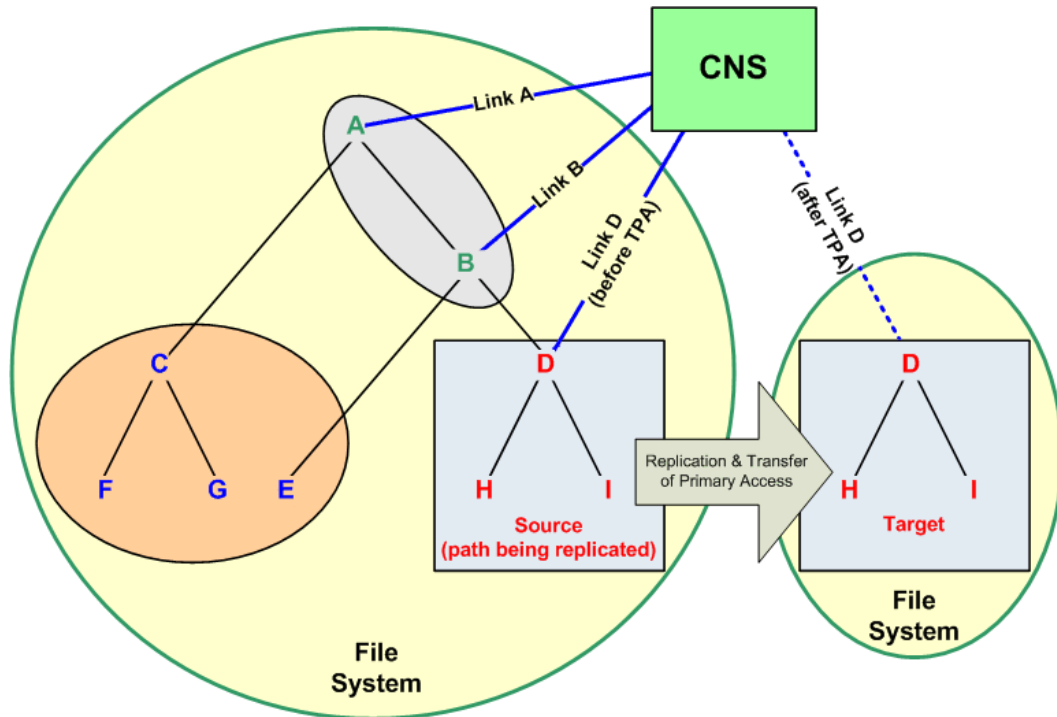 CNS
Link A
A
Link B
Link D
(before TPA)
Link D
(after TPA)
B
C
D
D
F
G
E
H
I
Replication & Transfer
of Primary Access
H
I
Source
(path being replicated)
Target
File
System
File
System